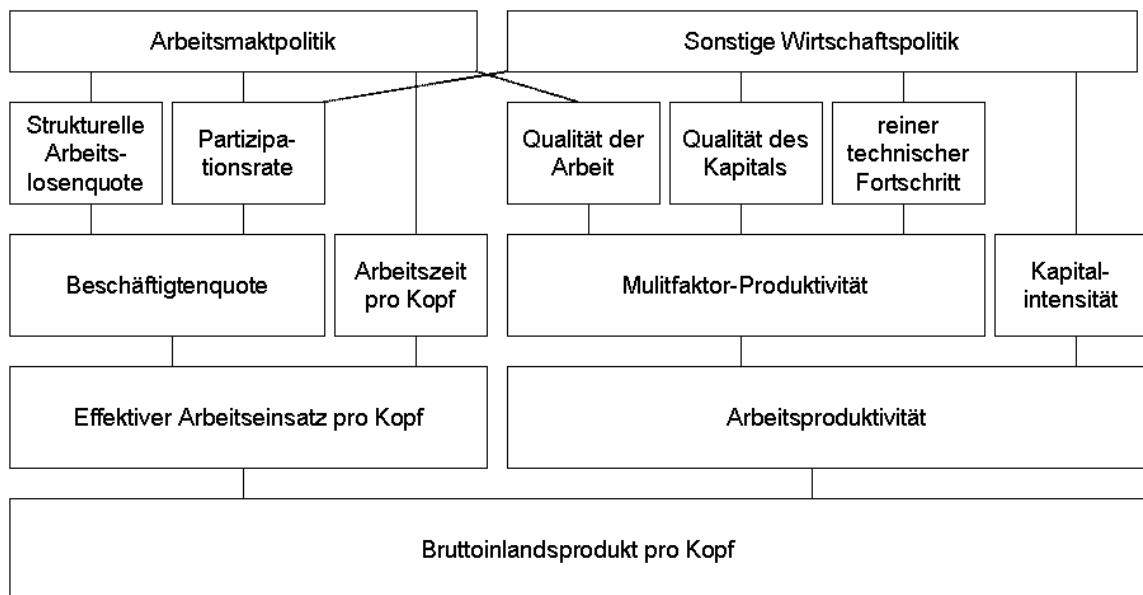 Arbeitsmaktpolitik
Sonstige Wirtschaftspolitik
Strukturelle
Arbeits-
losenquote
Partizipa-
tionsrate
Qualität der
Arbeit
Qualität des
Kapitals
reiner
technischer
Fortschritt
Beschäftigtenquote
Arbeitszeit
pro Kopf
Mulitfaktor-Produktivität
Kapital-
intensität
Effektiver Arbeitseinsatz pro Kopf
Arbeitsproduktivität
Bruttoinlandsprodukt pro Kopf